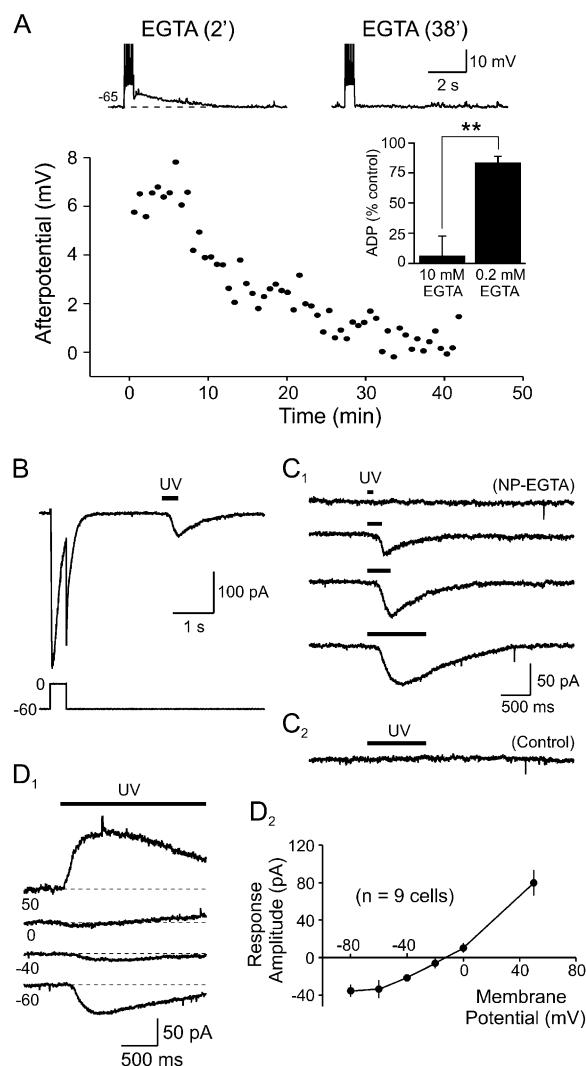 A
EGTA (2')
EGTA (38')
10 mV
2 s
-65
Afterpotential (mV)
8
6
4
2
0
0 10 20 30 40 50
Time (min)
ADP (% control)
100
75
50
25
0
**
10 mM EGTA
0.2 mM EGTA
B
UV
100 pA
1 s
0
-60
C1
UV
(NP-EGTA)
50 pA
500 ms
C2
UV
(Control)
D1
UV
50
0
-40
-60
50 pA
500 ms
D2
Response Amplitude (pA)
120
80
40
0
-40
(n = 9 cells)
-80 -40 0 40 80
Membrane Potential (mV)